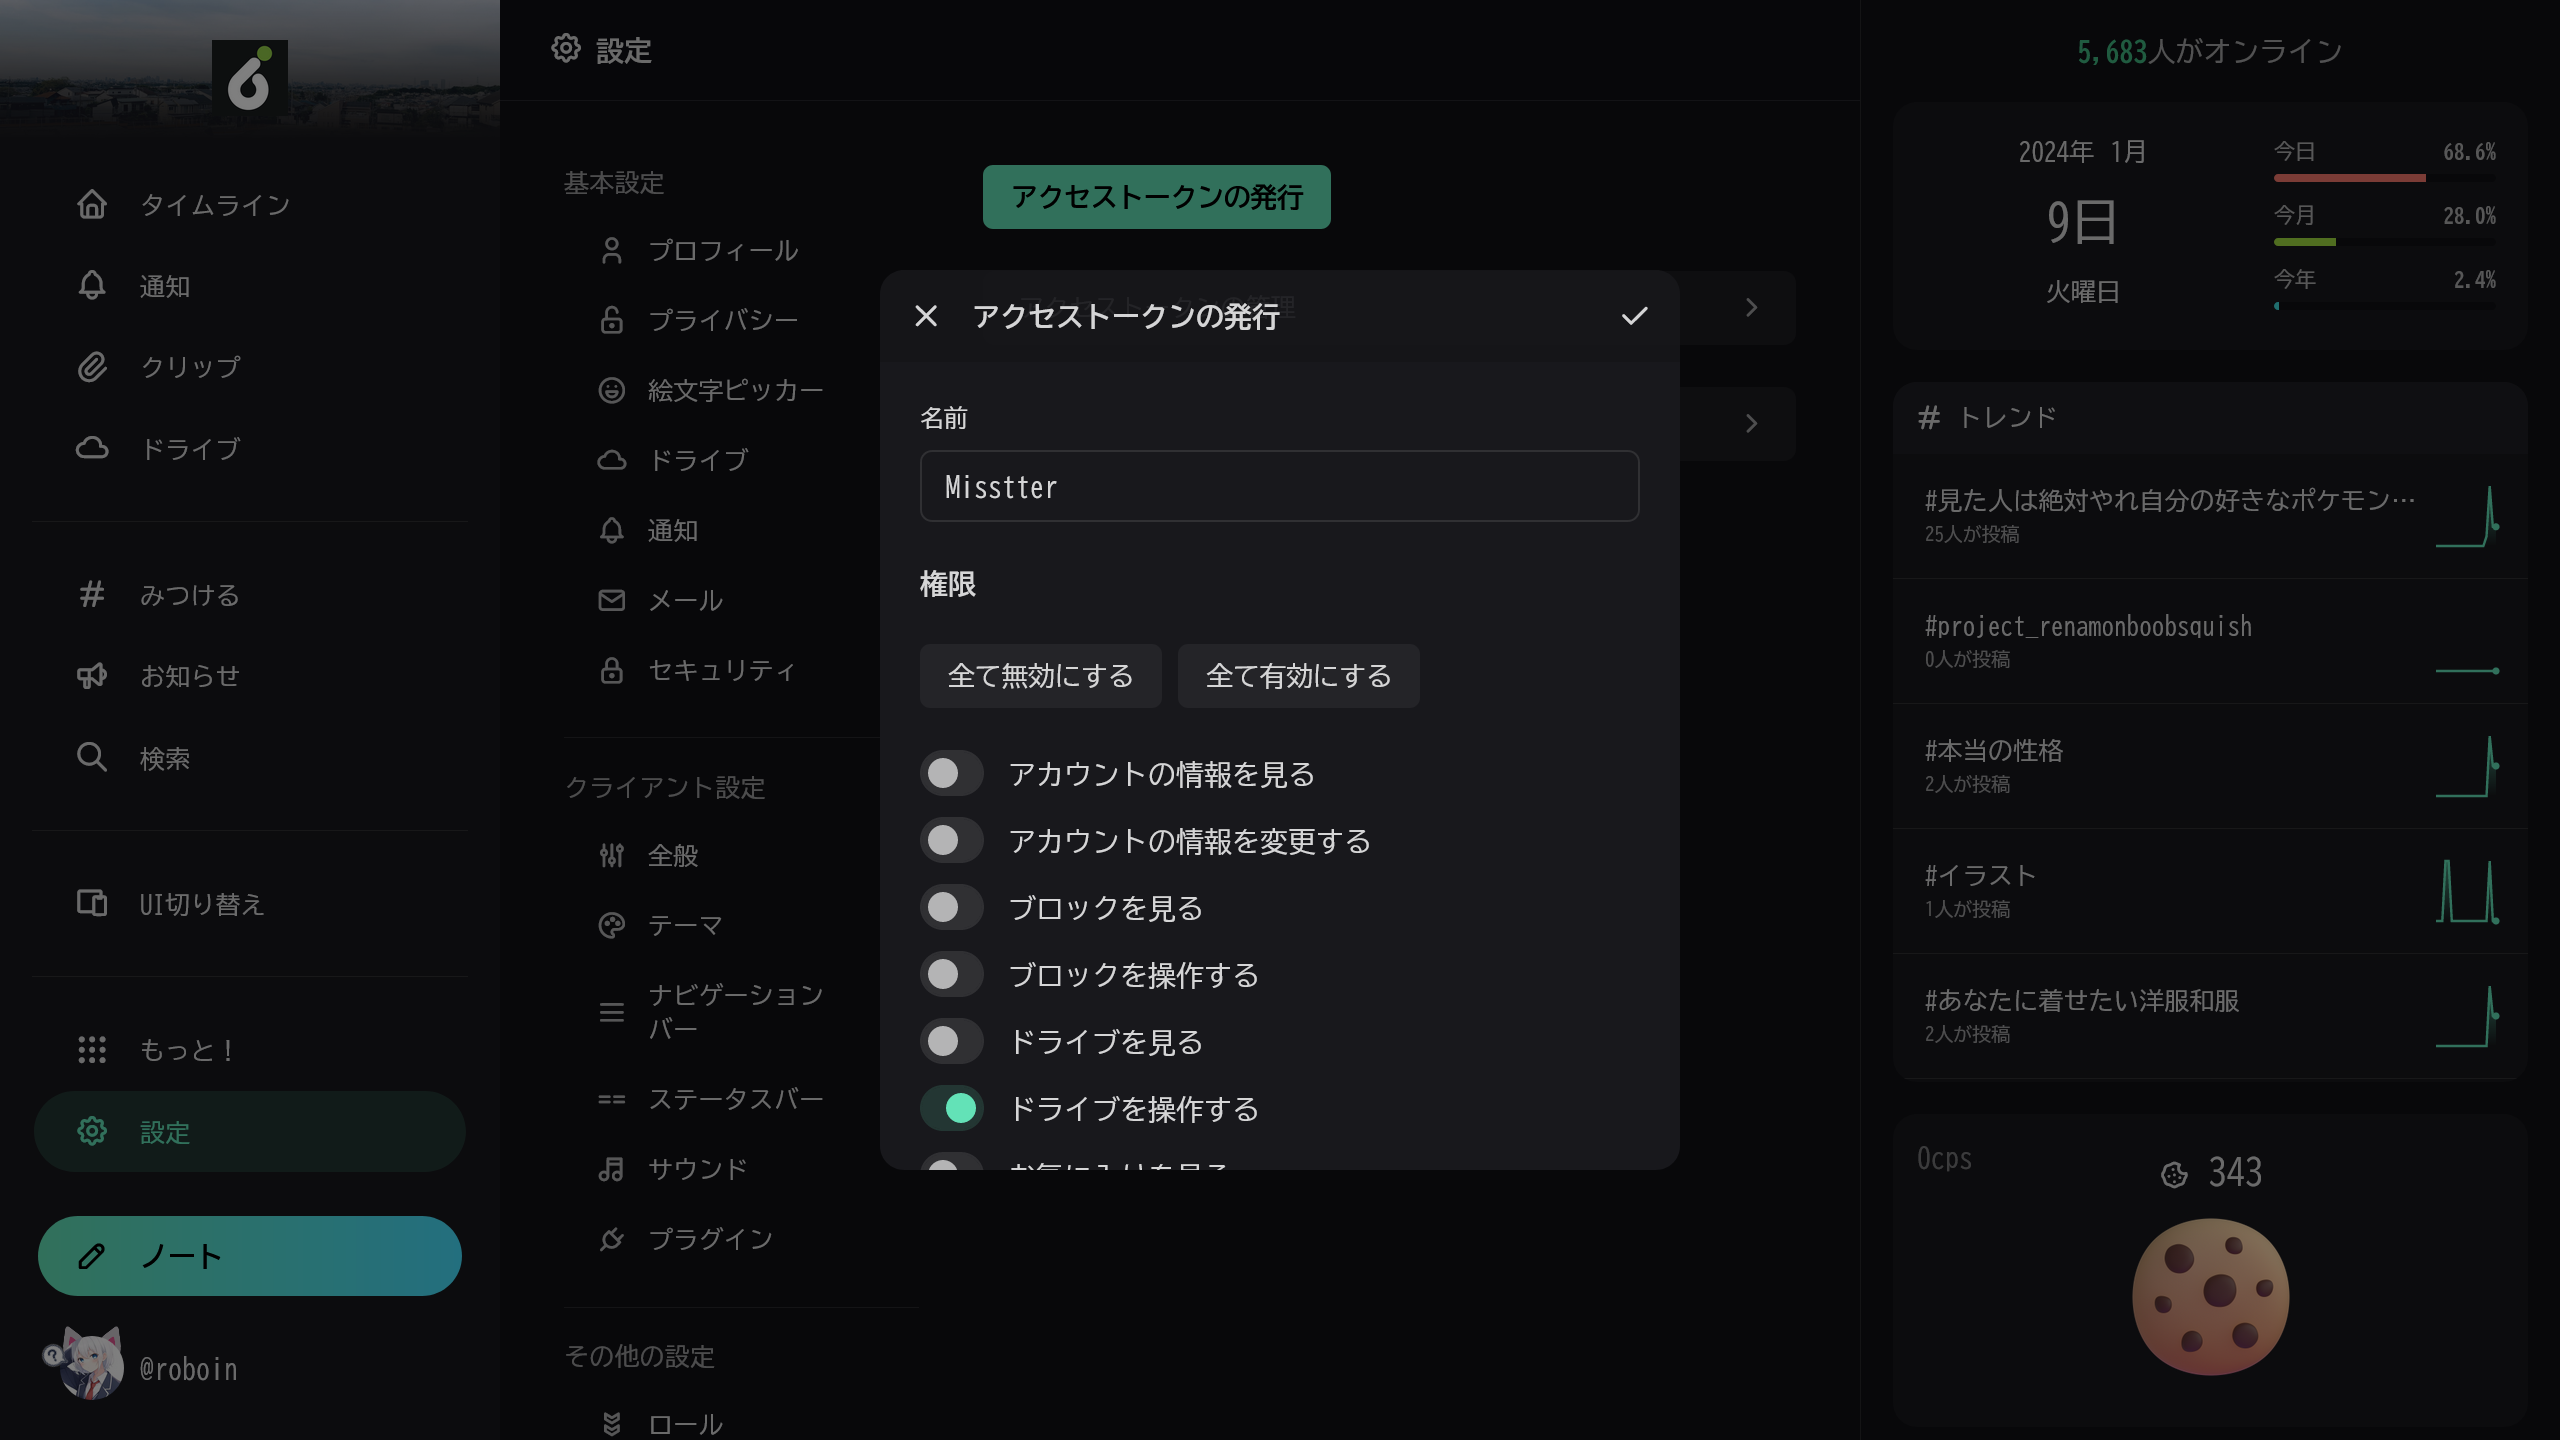 タイムライン
通知
クリップ
ドライブ
みつける
お知らせ
検索
UI切り替え
もっと！
設定
ノート
@roboin
設定
基本設定
プロフィール
プライバシー
絵文字ピッカー
ドライブ
通知
メール
セキュリティ
クライアント設定
全般
テーマ
ナビゲーション
バー
ステータスバー
サウンド
プラグイン
その他の設定
ロール
アクセストークンの発行
アクセストークンの発行
名前
Misstter
権限
全て無効にする
全て有効にする
アカウントの情報を見る
アカウントの情報を変更する
ブロックを見る
ブロックを操作する
ドライブを見る
ドライブを操作する
お気に入りを見る
5,683人がオンライン
2024年 1月
9日
火曜日
今日 68.6%
今月 28.0%
今年 2.4%
# トレンド
#見た人は絶対やれ自分の好きなポケモン…
25人が投稿
#project_renamonboobsquish
0人が投稿
#本当の性格
2人が投稿
#イラスト
1人が投稿
#あなたに着せたい洋服和服
2人が投稿
0cps
343